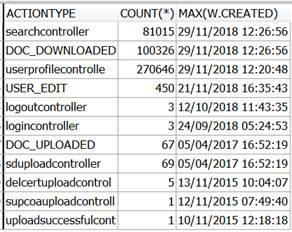 ACTIONTYPE COUNT(*) MAX(W.CREATED)
searchcontroller 81015 29/11/2018 12:26:56
DOC_DOWNLOADED 100326 29/11/2018 12:26:56
userprofilecontrolle 270646 29/11/2018 12:20:48
USER_EDIT 450 21/11/2018 16:35:43
logoutcontroller 3 12/10/2018 11:43:35
logincontroller 3 24/09/2018 05:24:53
DOC_UPLOADED 67 05/04/2017 16:52:19
sduploadcontroller 69 05/04/2017 16:52:19
delcertuploadcontroll 5 13/11/2015 10:04:07
supcoauploadcontroll 1 12/11/2015 07:49:40
uploadsuccessfulcont 1 10/11/2015 12:18:18